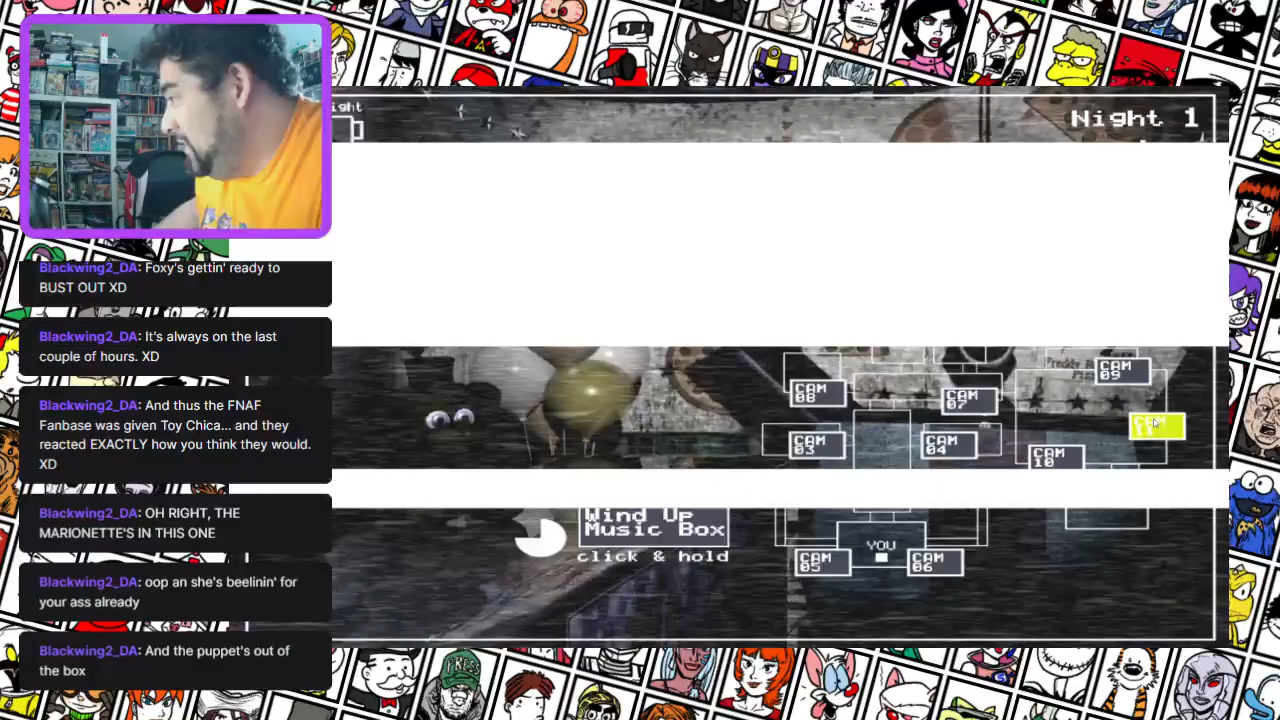 ight
Night 1
Blackwing2_DA: Foxy's gettin' ready to
BUST OUT XD
Blackwing2_DA: It's always on the last
couple of hours. XD
Blackwing2_DA: And thus the FNAF
Fanbase was given Toy Chica... and they
reacted EXACTLY how you think they would.
XD
Blackwing2_DA: OH RIGHT, THE
MARIONETTE'S IN THIS ONE
Blackwing2_DA: oop an she's beelinin' for
your ass already
Blackwing2_DA: And the puppet's out of
the box
CAM
09
CAM
08
CAM
07
CAM
11
CAM
03
CAM
04
CAM
10
Wind Up
Music Box
click & hold
YOU
CAM
05
CAM
06
PRESS